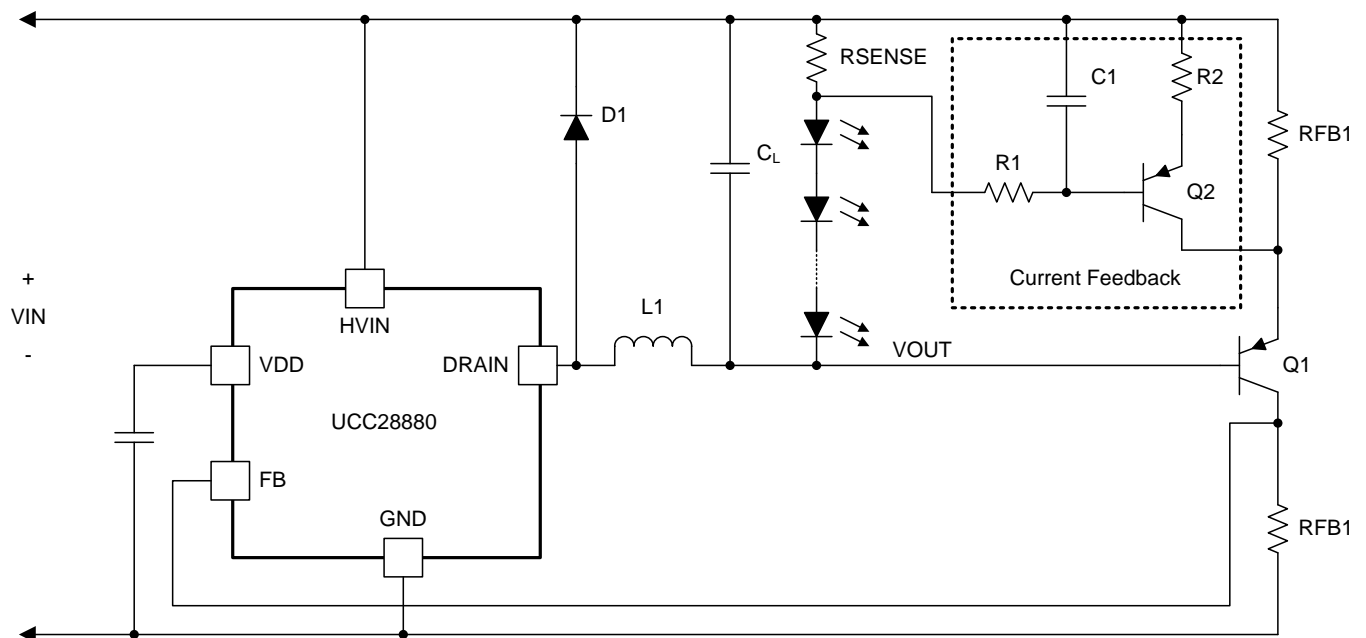 RSENSE
C1
R2
D1
RFB1
CL
R1
Q2
+
VIN
-
Current Feedback
HVIN
L1
VDD
DRAIN
VOUT
Q1
UCC28880
FB
GND
RFB1